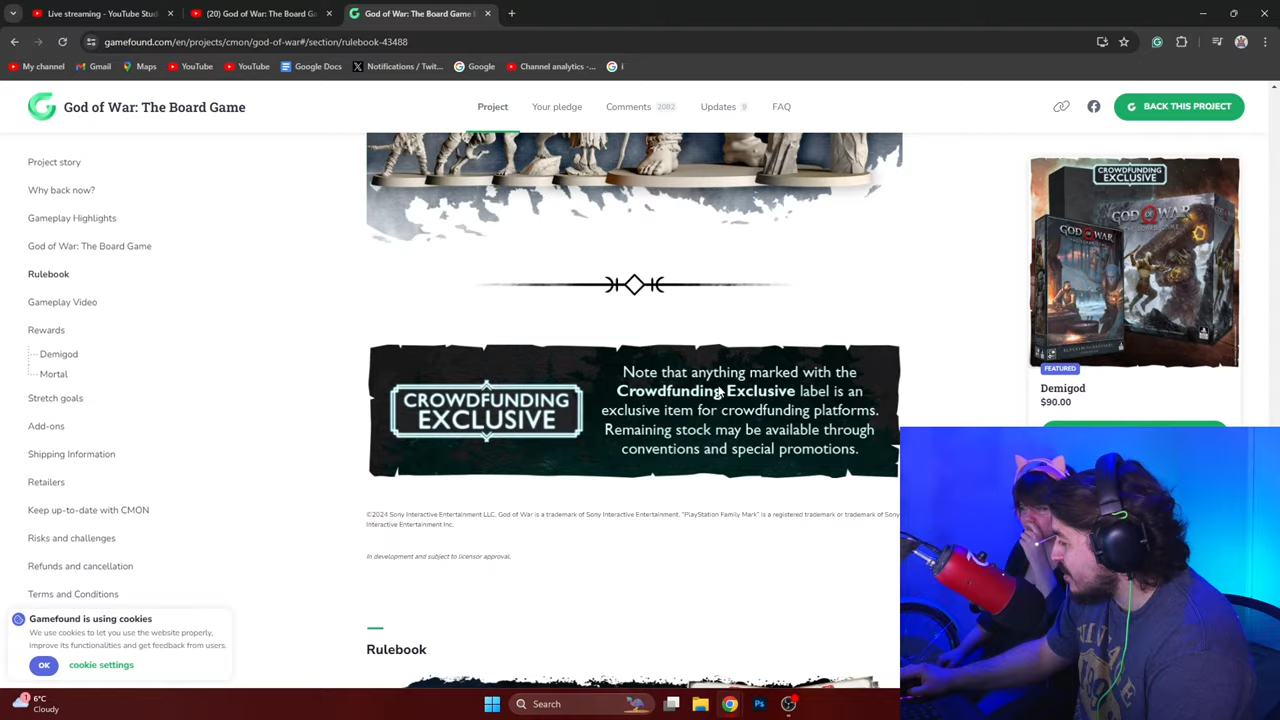 Live streaming - YouTube Stud
(20) God of War: The Board Ga
God of War: The Board Game
gamefound.com/en/projects/cmon/god-of-war#/section/rulebook-43488
My channel
Gmail
Maps
YouTube
YouTube
Google Docs
Notifications / Twit...
Google
Channel analytics -...
i
God of War: The Board Game
Project
Your pledge
Comments 2082
Updates 9
FAQ
BACK THIS PROJECT
Project story
Why back now?
Gameplay Highlights
God of War: The Board Game
Rulebook
Gameplay Video
Rewards
Demigod
Mortal
Stretch goals
Add-ons
Shipping Information
Retailers
Keep up-to-date with CMON
Risks and challenges
Refunds and cancellation
Terms and Conditions
Gamefound is using cookies
We use cookies to let you use the website properly,
improve its functionalities and get feedback from users.
OK
cookie settings
CROWDFUNDING
EXCLUSIVE
Note that anything marked with the
Crowdfunding Exclusive label is an
exclusive item for crowdfunding platforms.
Remaining stock may be available through
conventions and special promotions.
©2024 Sony Interactive Entertainment LLC. God of War is a trademark of Sony Interactive Entertainment. "PlayStation Family Mark" is a registered trademark or trademark of Sony
Interactive Entertainment Inc.
In development and subject to licensor approval.
Rulebook
CROWDFUNDING
EXCLUSIVE
GOD OF WAR
GOD OF WAR
FEATURED
Demigod
$90.00
1
6°C
Cloudy
Search
Ps